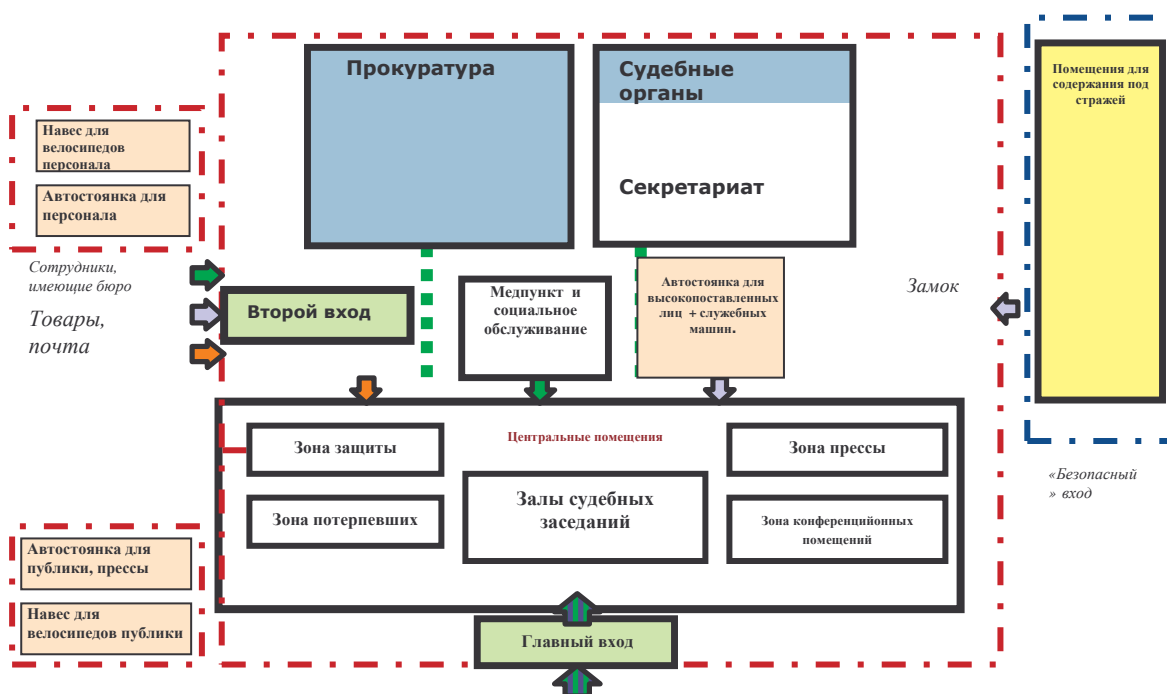 Прокуратура
Судебные
органы
Секретариат
Помещения для
содержания под
стражей
Навес для
велосипедов
персонала
Автостоянка для
персонала
Сотрудники,
имеющие бюро
Товары,
почта
Второй вход
Медпункт и
социальное
обслуживание
Автостоянка для
высокопоставленных
лиц + служебных
машин.
Замок
«Безопасный
» вход
Центральные помещения
Зона защиты
Зона прессы
Залы судебных
заседаний
Зона потерпевших
Зона конференцийонных
помещений
Автостоянка для
публики, прессы
Навес для
велосипедов публики
Главный вход